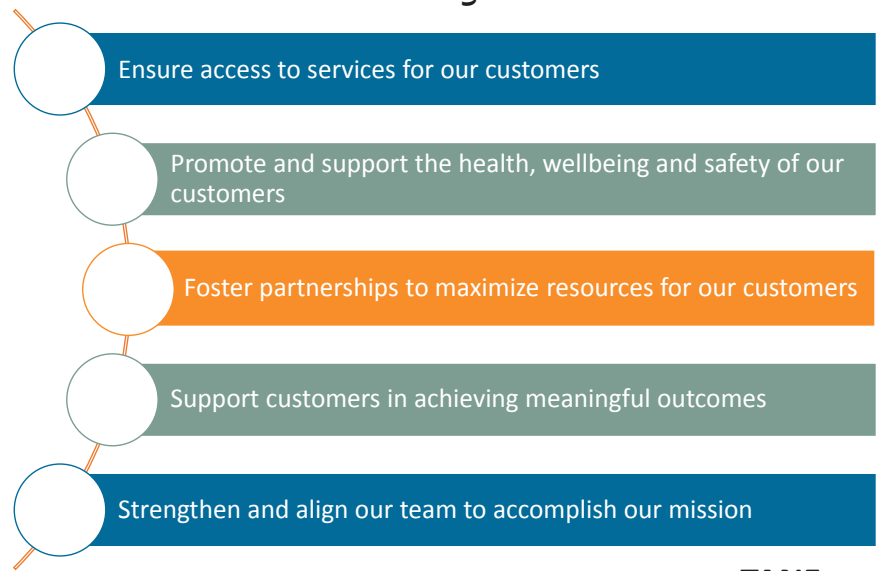 Ensure access to services for our customers
Promote and support the health, wellbeing and safety of our
customers
Foster partnerships to maximize resources for our customers
Support customers in achieving meaningful outcomes
Strengthen and align our team to accomplish our mission